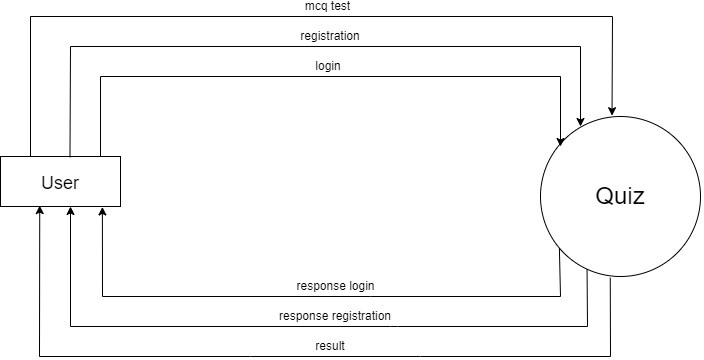 mcq test
registration
login
User
Quiz
response login
response registration
result